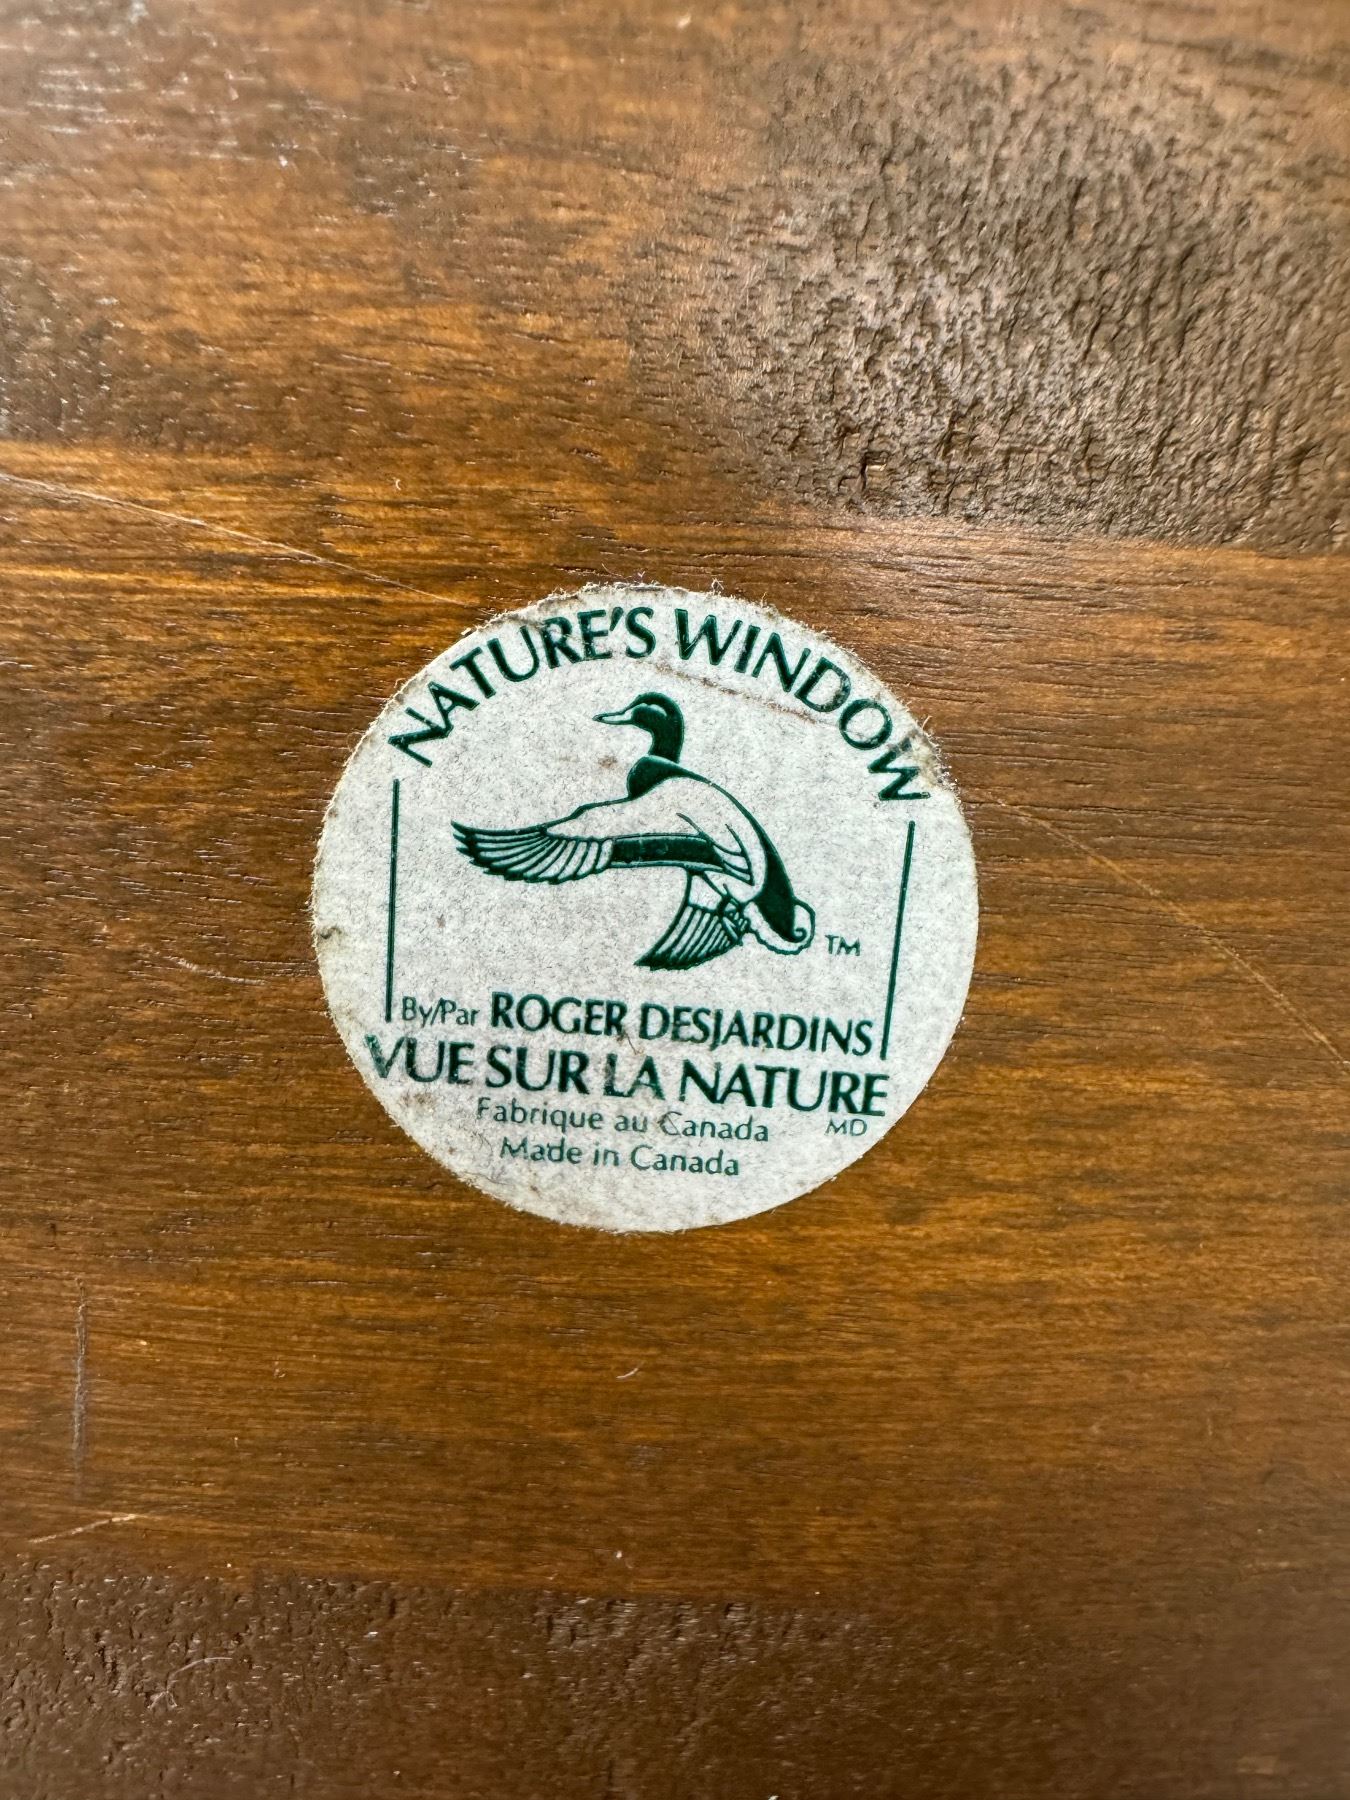 NATURE'S WINDOW
TM
By/Par ROGER DESJARDINS
VUE SUR LA NATURE
MD
Fabrique au Canada
Made in Canada